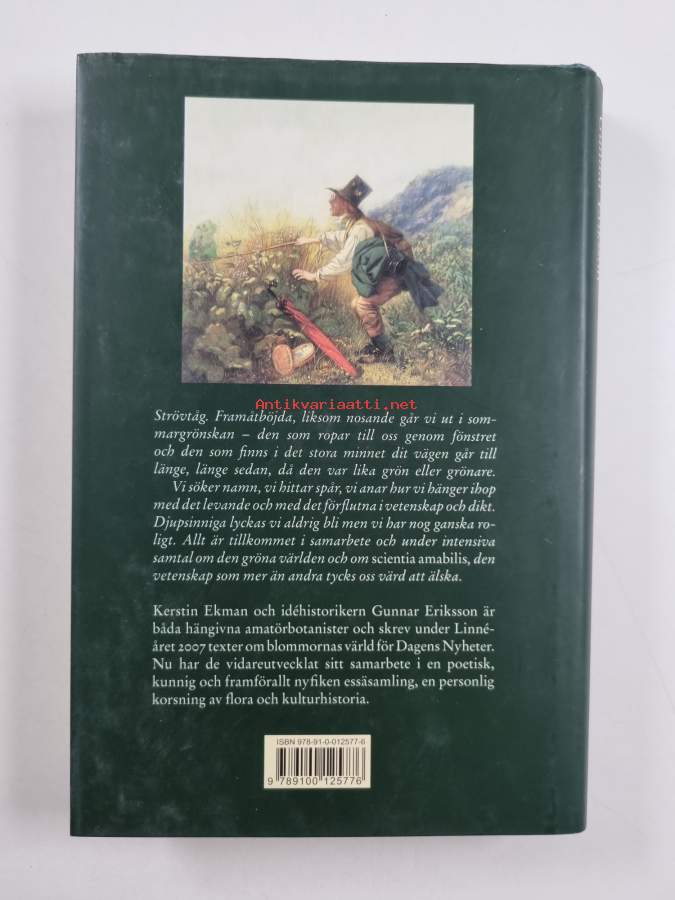 Antikvariaatti.net
Strövtåg. Framåtböjda, liksom nosande går vi ut i som-
margrönskan – den som ropar till oss genom fönstret
och den som finns i det stora minnet dit vägen går till
länge, länge sedan, då den var lika grön eller grönare.
Vi söker namn, vi hittar spår, vi anar hur vi hänger ihop
med det levande och med det förflutna i vetenskap och dikt.
Djupsinniga lyckas vi aldrig bli men vi har nog ganska ro-
ligt. Allt är tillkommet i samarbete och under intensiva
samtal om den gröna världen och om scientia amabilis, den
vetenskap som mer än andra tycks oss värd att älska.
Kerstin Ekman och idéhistorikern Gunnar Eriksson är
båda hängivna amatörbotanister och skrev under Linné-
året 2007 texter om blommornas värld för Dagens Nyheter.
Nu har de vidareutvecklat sitt samarbete i en poetisk,
kunnig och framförallt nyfiken essäsamling, en personlig
korsning av flora och kulturhistoria.
ISBN 978-91-0-012577-6
9 789100 125776